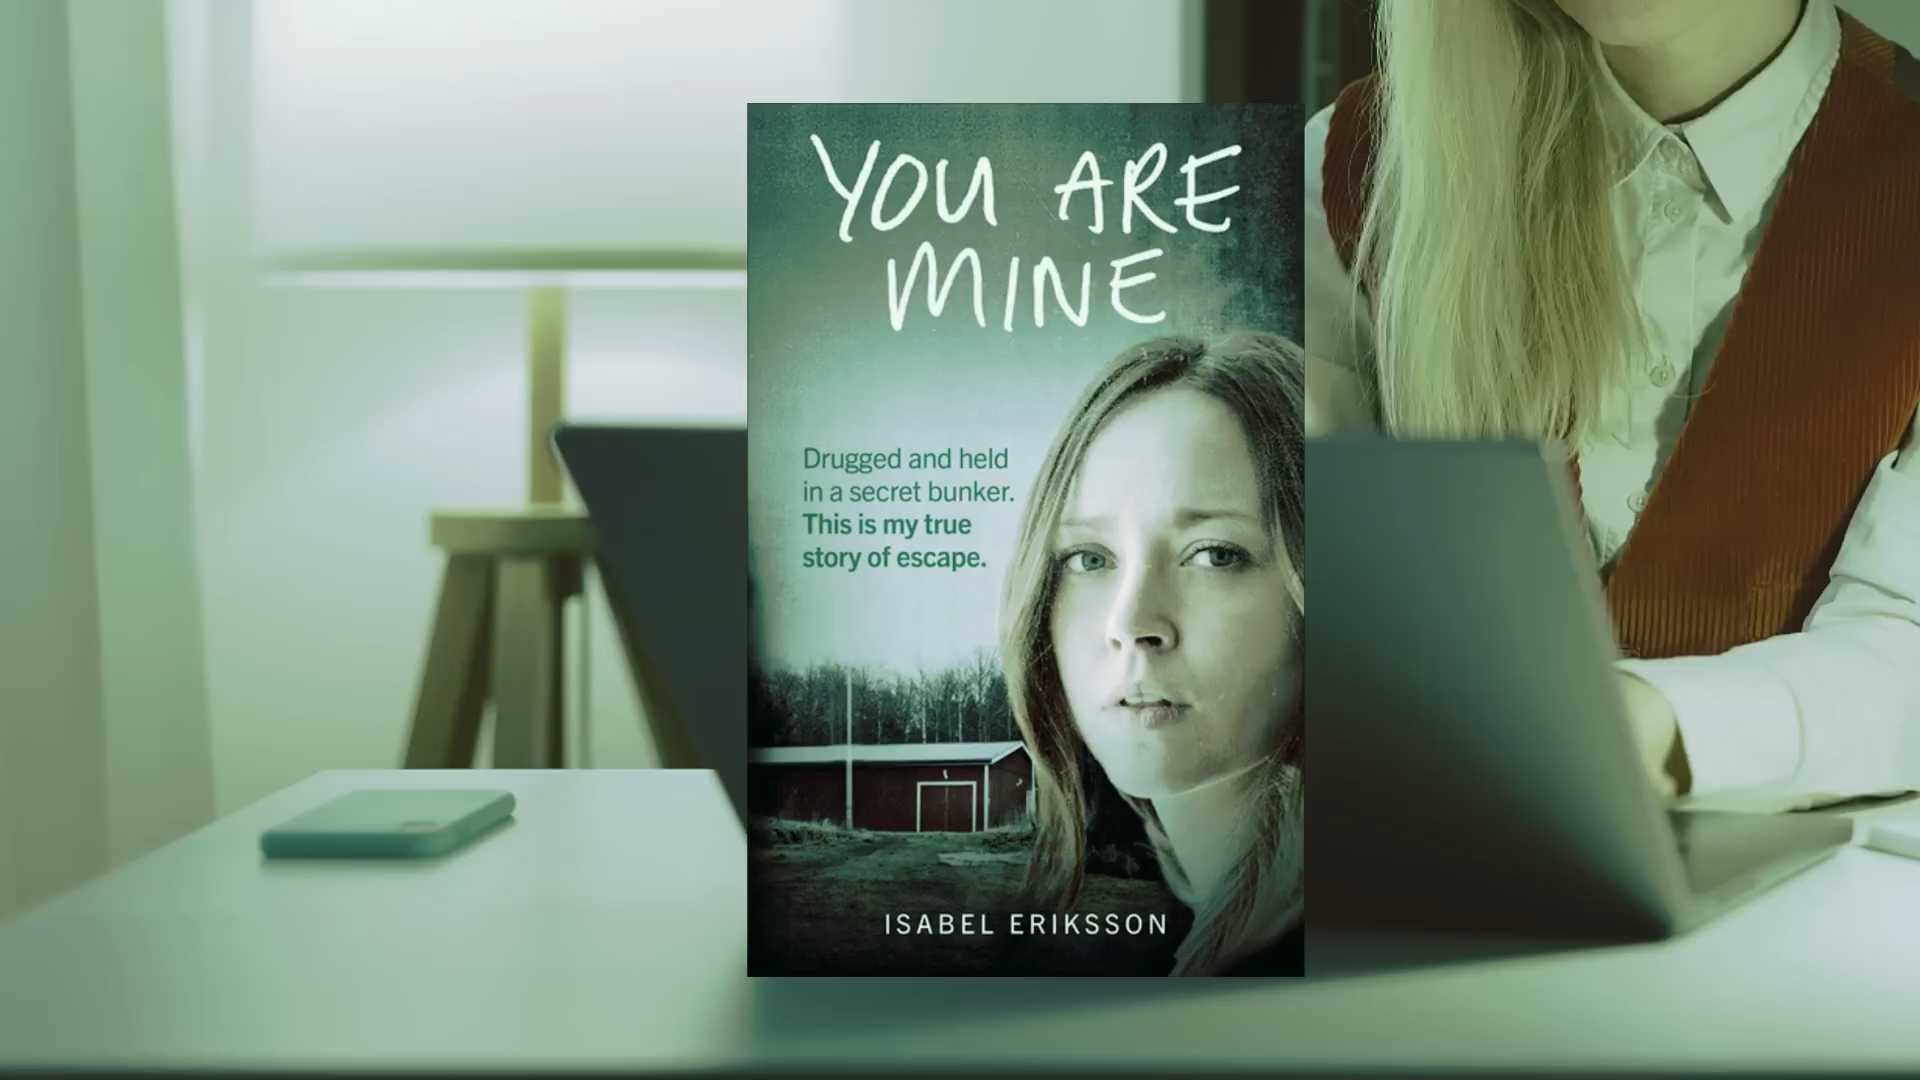 YOU ARE
MINE
Drugged and held
in a secret bunker.
This is my true
story of escape.
ISABEL ERIKSSON